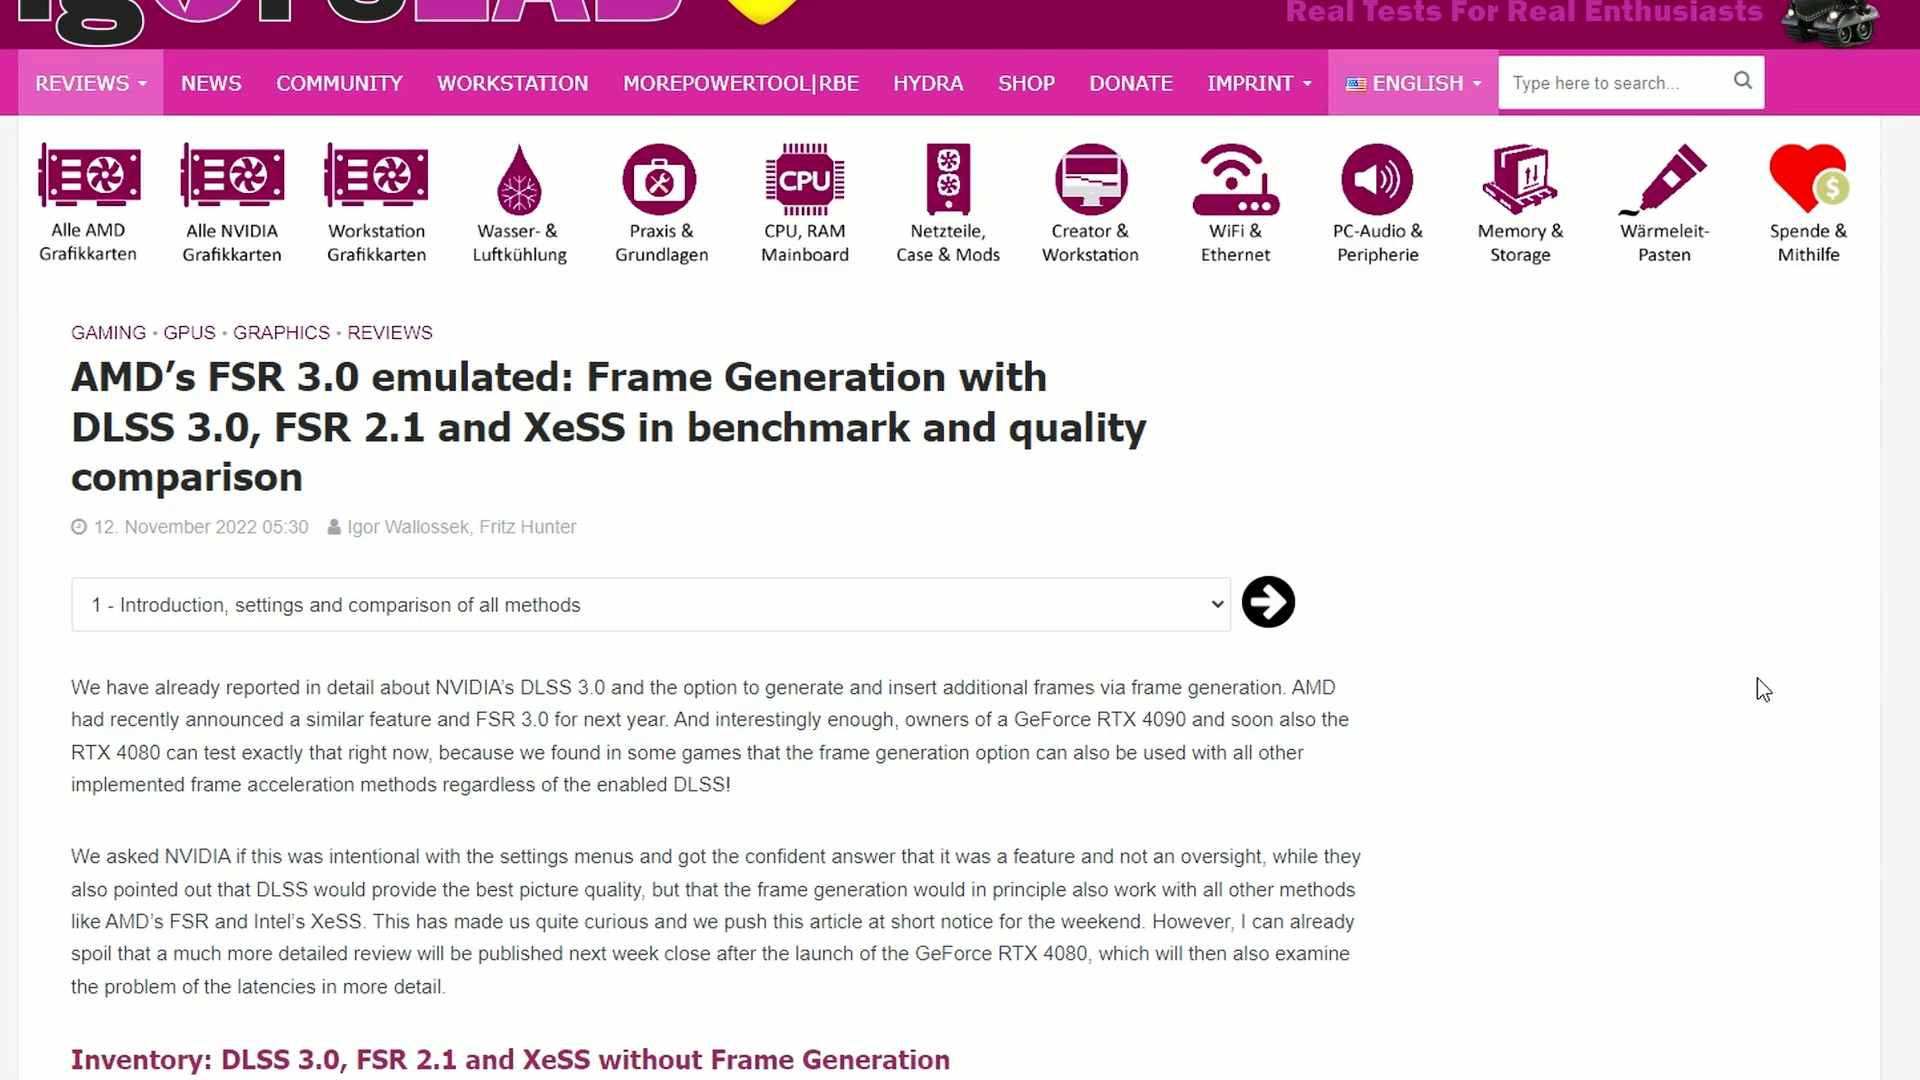 IgorsLAB
Real Tests For Real Enthusiasts
REVIEWS NEWS COMMUNITY WORKSTATION MOREPOWERTOOL|RBE HYDRA SHOP DONATE IMPRINT ENGLISH Type here to search...
CPU
$
Alle AMD Grafikkarten
Alle NVIDIA Grafikkarten
Workstation Grafikkarten
Wasser- & Luftkühlung
Praxis & Grundlagen
CPU, RAM Mainboard
Netzteile, Case & Mods
Creator & Workstation
WiFi & Ethernet
PC-Audio & Peripherie
Memory & Storage
Wärmeleit- Pasten
Spende & Mithilfe
GAMING • GPUS • GRAPHICS • REVIEWS
AMD’s FSR 3.0 emulated: Frame Generation with
DLSS 3.0, FSR 2.1 and XeSS in benchmark and quality
comparison
12. November 2022 05:30 Igor Wallossek, Fritz Hunter
1 - Introduction, settings and comparison of all methods
We have already reported in detail about NVIDIA’s DLSS 3.0 and the option to generate and insert additional frames via frame generation. AMD
had recently announced a similar feature and FSR 3.0 for next year. And interestingly enough, owners of a GeForce RTX 4090 and soon also the
RTX 4080 can test exactly that right now, because we found in some games that the frame generation option can also be used with all other
implemented frame acceleration methods regardless of the enabled DLSS!
We asked NVIDIA if this was intentional with the settings menus and got the confident answer that it was a feature and not an oversight, while they
also pointed out that DLSS would provide the best picture quality, but that the frame generation would in principle also work with all other methods
like AMD’s FSR and Intel’s XeSS. This has made us quite curious and we push this article at short notice for the weekend. However, I can already
spoil that a much more detailed review will be published next week close after the launch of the GeForce RTX 4080, which will then also examine
the problem of the latencies in more detail.
Inventory: DLSS 3.0, FSR 2.1 and XeSS without Frame Generation